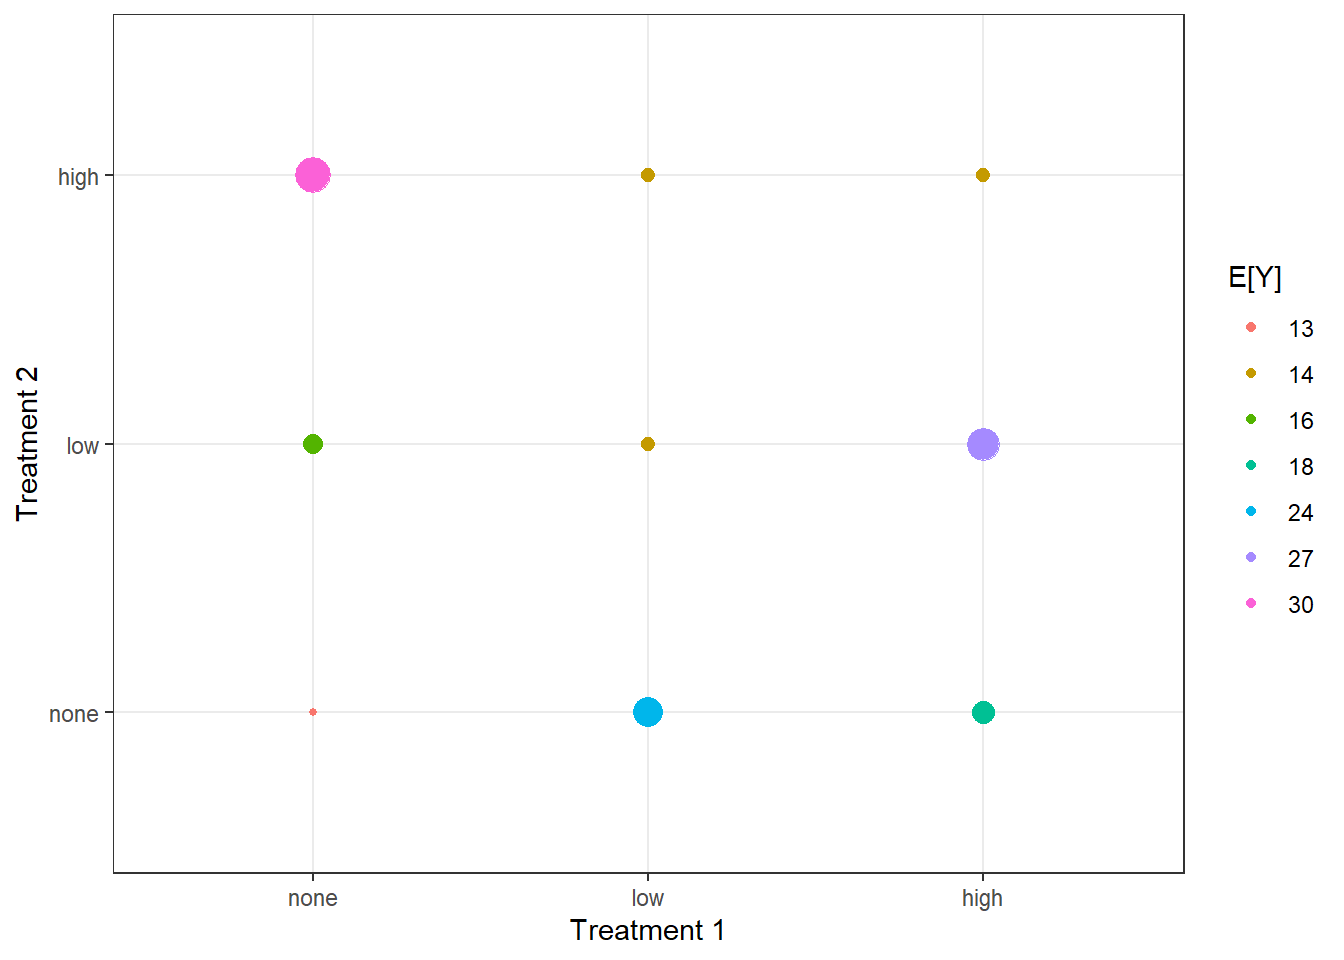 high
low
none
Treatment 2
none low high
Treatment 1
E[Y]
13
14
16
18
24
27
30